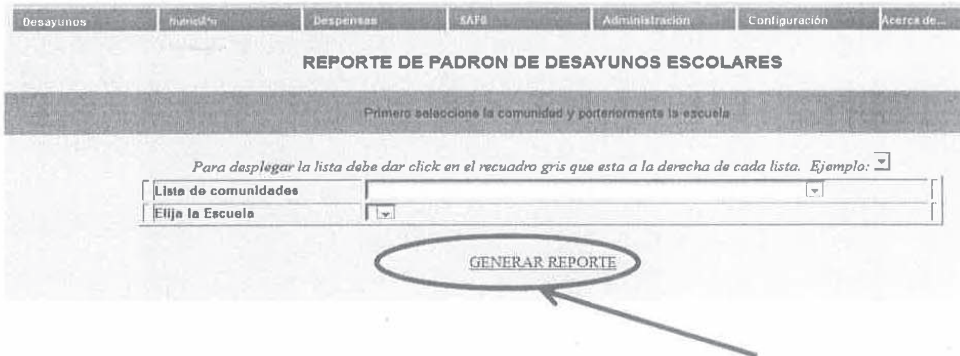 Desayunos Despensas Administración Configuración Acerca de...
REPORTE DE PADRON DE DESAYUNOS ESCOLARES
Primero seleccione la comunidad y porteriormente la escuela
Para desplegar la lista debe dar click en el recuadro gris que esta a la derecha de cada lista. Ejemplo:
Lista de comunidades
Elija la Escuela
GENERAR REPORTE